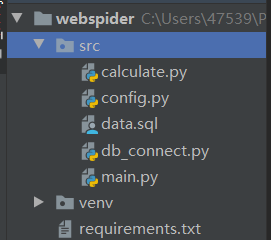 webspider C:\Users\47539\P
src
calculate.py
config.py
data.sql
db_connect.py
main.py
venv
requirements.txt